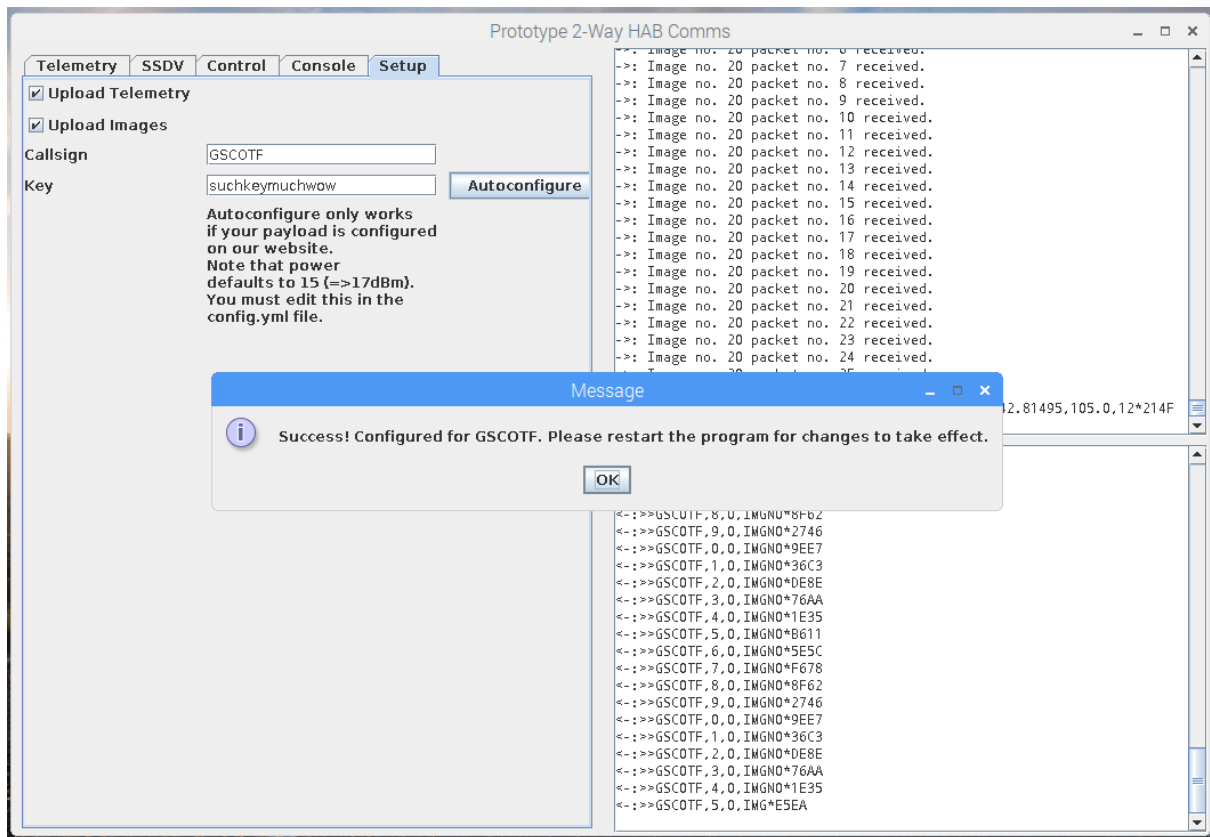 Prototype 2-Way HAB Comms
Telemetry SSDV Control Console Setup
Upload Telemetry
Upload Images
Callsign GSCOTF
Key suchkeymuchwow Autoconfigure
Autoconfigure only works
if your payload is configured
on our website.
Note that power
defaults to 15 (=>17dBm).
You must edit this in the
config.yml file.
->: Image no. 20 packet no. 6 received.
->: Image no. 20 packet no. 7 received.
->: Image no. 20 packet no. 8 received.
->: Image no. 20 packet no. 9 received.
->: Image no. 20 packet no. 10 received.
->: Image no. 20 packet no. 11 received.
->: Image no. 20 packet no. 12 received.
->: Image no. 20 packet no. 13 received.
->: Image no. 20 packet no. 14 received.
->: Image no. 20 packet no. 15 received.
->: Image no. 20 packet no. 16 received.
->: Image no. 20 packet no. 17 received.
->: Image no. 20 packet no. 18 received.
->: Image no. 20 packet no. 19 received.
->: Image no. 20 packet no. 20 received.
->: Image no. 20 packet no. 21 received.
->: Image no. 20 packet no. 22 received.
->: Image no. 20 packet no. 23 received.
->: Image no. 20 packet no. 24 received.
42.81495,105.0,12*214F
Message
Success! Configured for GSCOTF. Please restart the program for changes to take effect.
OK
<-:>>GSCOTF,8,0,IMGNO*8F62
<-:>>GSCOTF,9,0,IMGNO*2746
<-:>>GSCOTF,0,0,IMGNO*9EE7
<-:>>GSCOTF,1,0,IMGNO*36C3
<-:>>GSCOTF,2,0,IMGNO*DE8E
<-:>>GSCOTF,3,0,IMGNO*76AA
<-:>>GSCOTF,4,0,IMGNO*1E35
<-:>>GSCOTF,5,0,IMGNO*B611
<-:>>GSCOTF,6,0,IMGNO*5E5C
<-:>>GSCOTF,7,0,IMGNO*F678
<-:>>GSCOTF,8,0,IMGNO*8F62
<-:>>GSCOTF,9,0,IMGNO*2746
<-:>>GSCOTF,0,0,IMGNO*9EE7
<-:>>GSCOTF,1,0,IMGNO*36C3
<-:>>GSCOTF,2,0,IMGNO*DE8E
<-:>>GSCOTF,3,0,IMGNO*76AA
<-:>>GSCOTF,4,0,IMGNO*1E35
<-:>>GSCOTF,5,0,IMG*E5EA